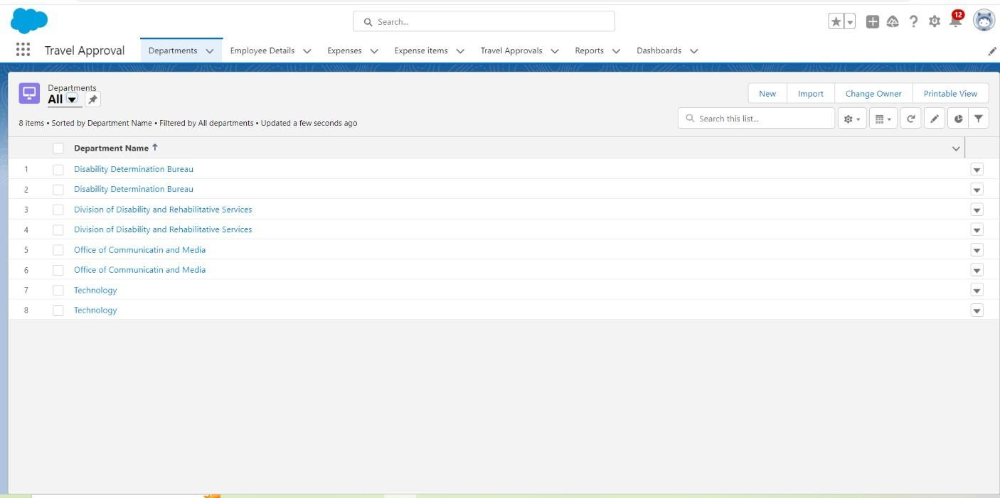 Search...
12
Travel Approval Departments Employee Details Expenses Expense items Travel Approvals Reports Dashboards
Departments
All
New Import Change Owner Printable View
8 items • Sorted by Department Name • Filtered by All departments • Updated a few seconds ago
Search this list...
Department Name ↑
1 Disability Determination Bureau
2 Disability Determination Bureau
3 Division of Disability and Rehabilitative Services
4 Division of Disability and Rehabilitative Services
5 Office of Communicatin and Media
6 Office of Communicatin and Media
7 Technology
8 Technology